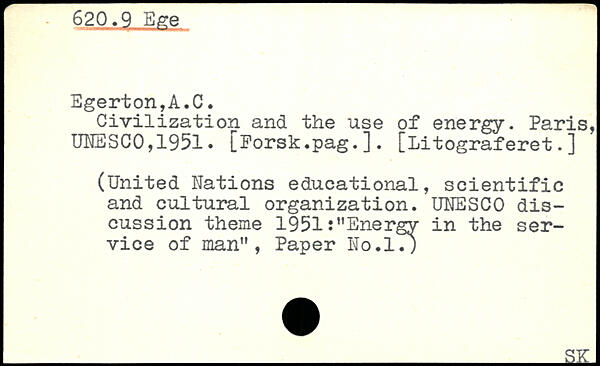 620.9 Ege
Egerton,A.C.
Civilization and the use of energy. Paris,
UNESCO,1951. [Forsk.pag.]. [Litograferet.]
(United Nations educational, scientific
and cultural organization. UNESCO dis-
cussion theme 1951:"Energy in the ser-
vice of man", Paper No.1.)
SK